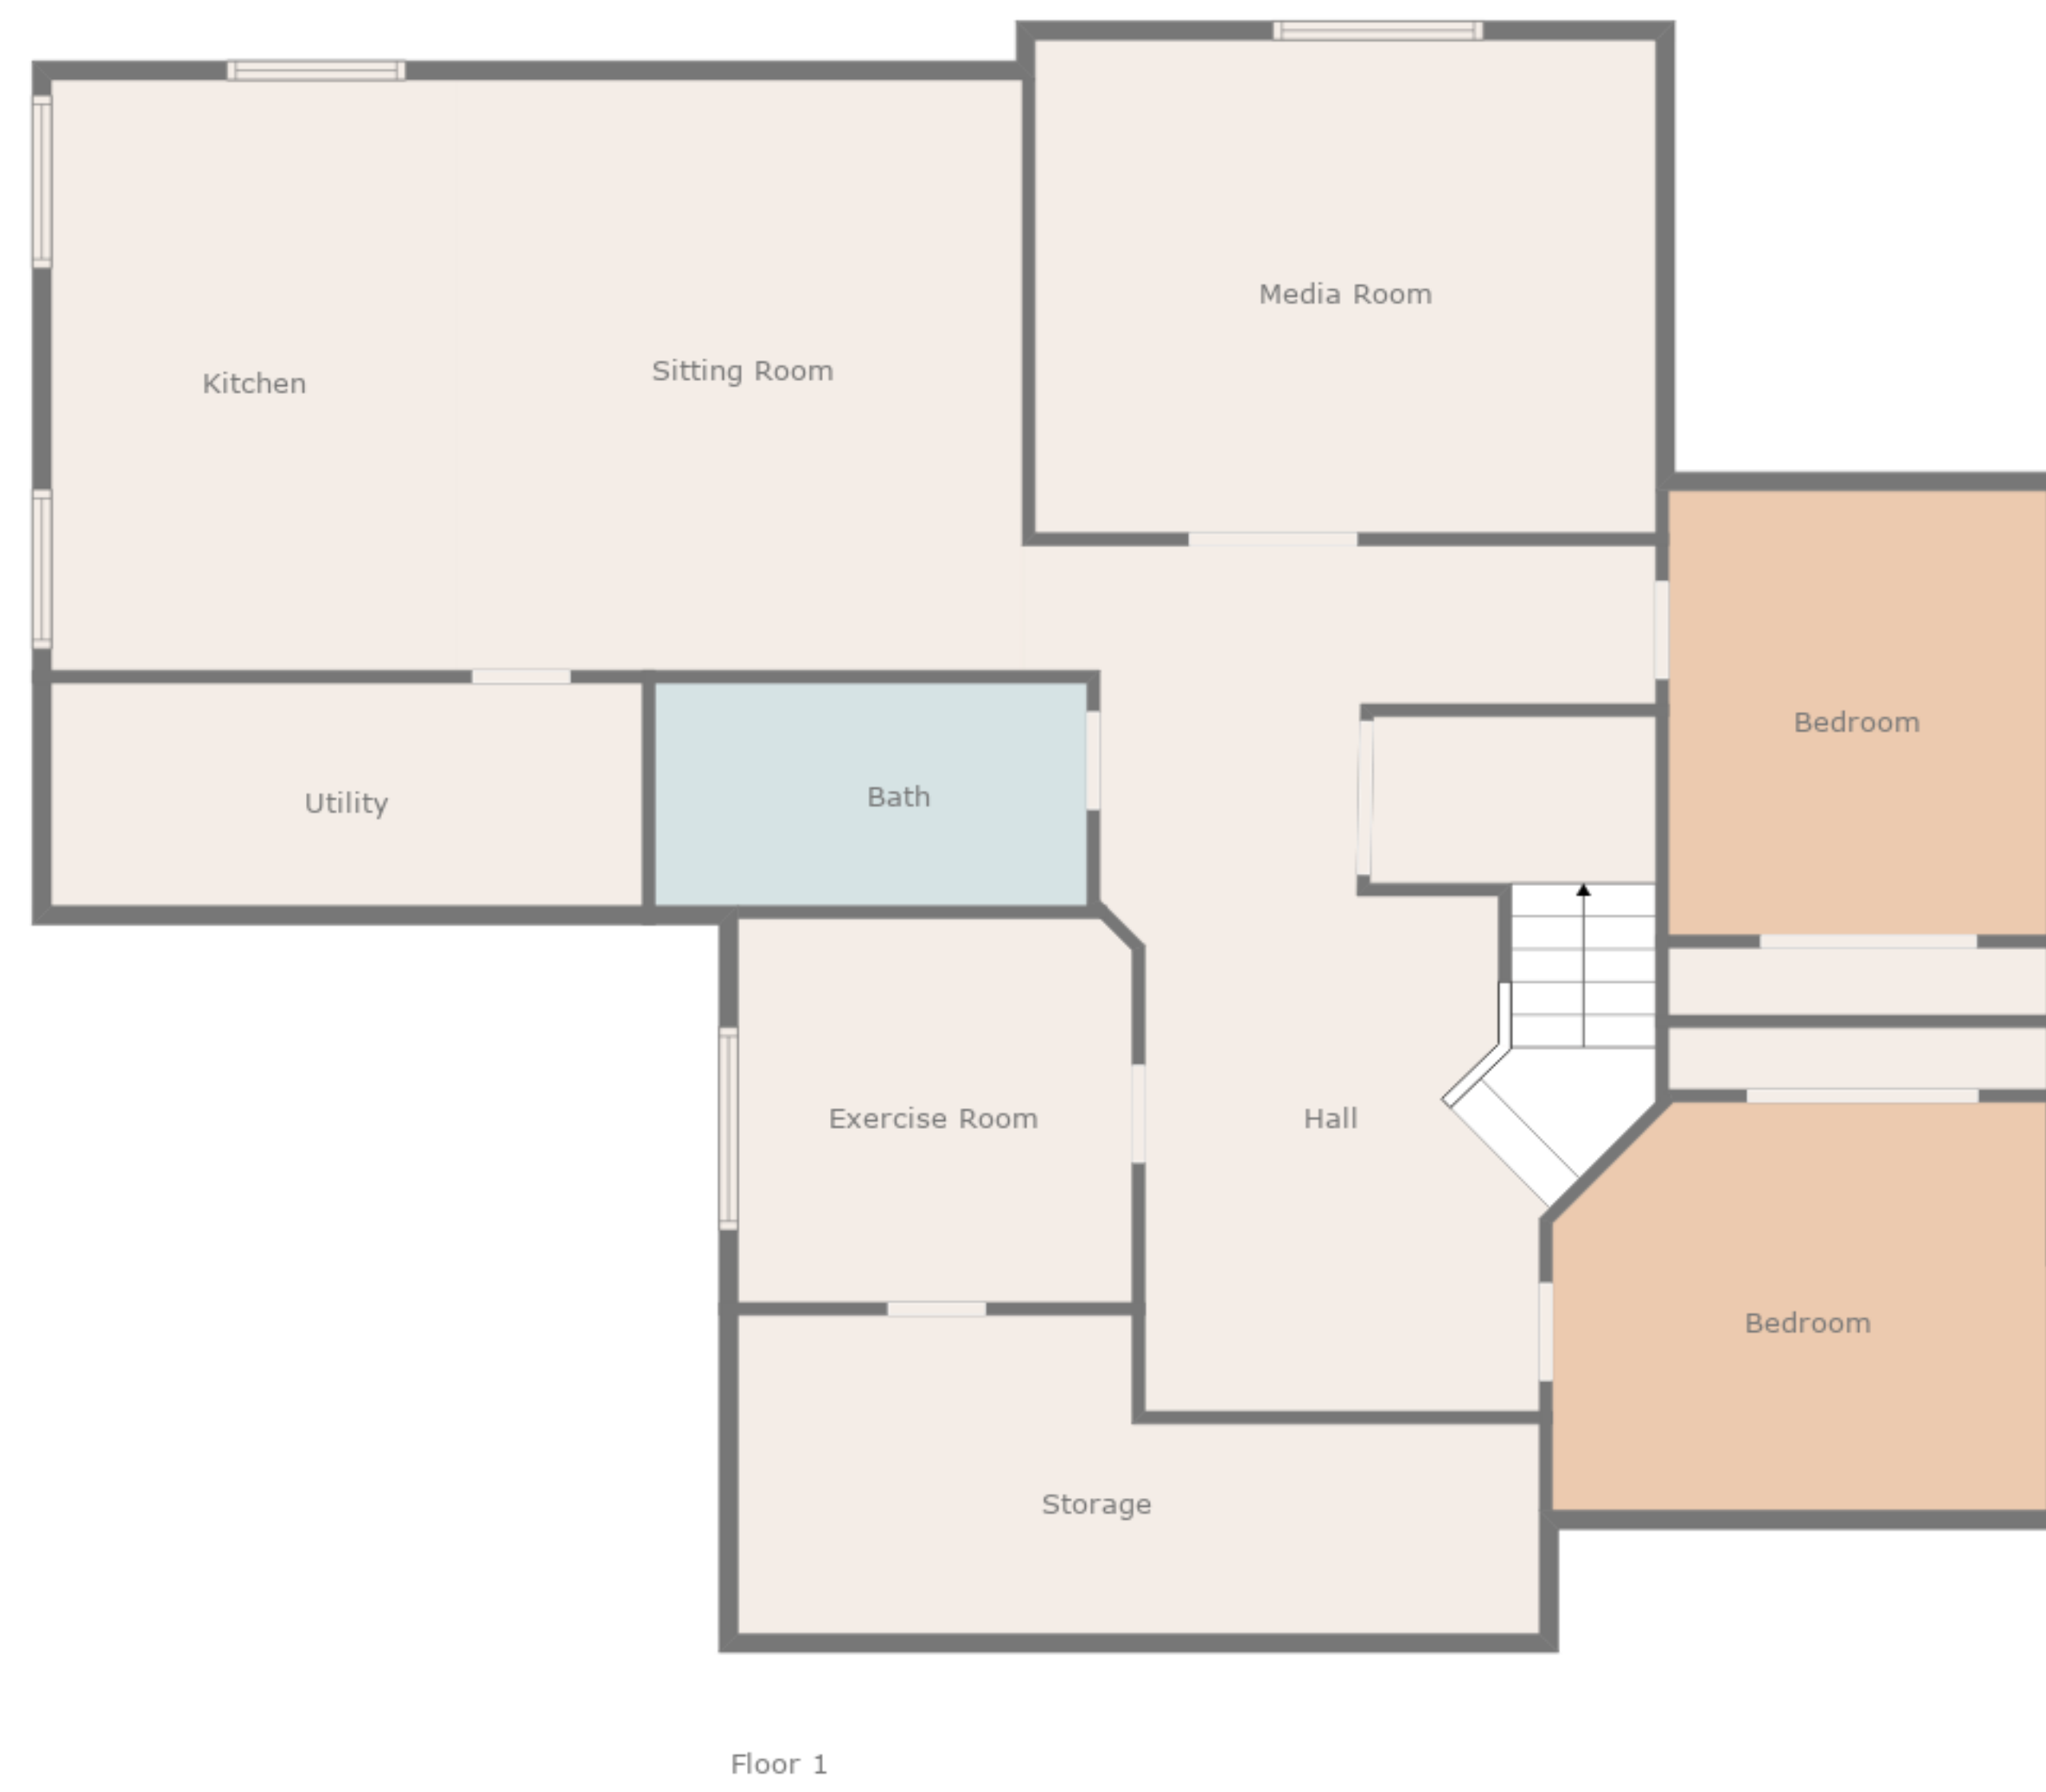 Media Room
Kitchen
Sitting Room
Bedroom
Utility
Bath
Exercise Room
Hall
Bedroom
Storage
Floor 1